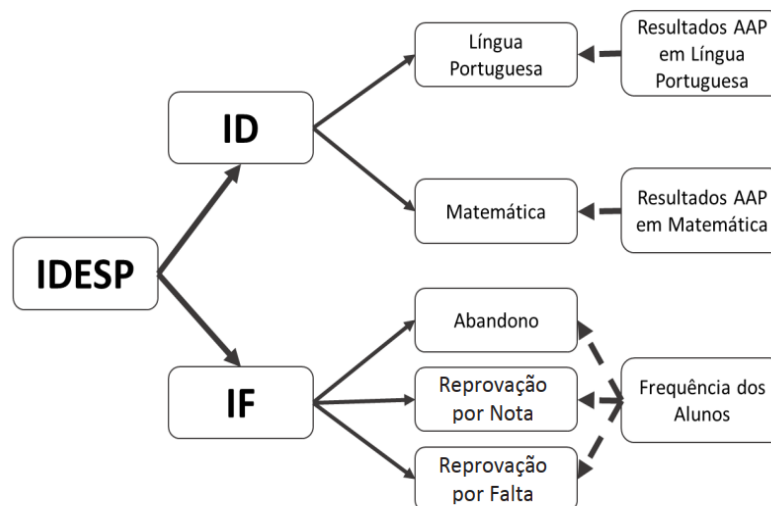 IDESP
ID
IF
Língua
Portuguesa
Matemática
Abandono
Reprovação
por Nota
Reprovação
por Falta
Resultados AAP
em Língua
Portuguesa
Resultados AAP
em Matemática
Frequência dos
Alunos